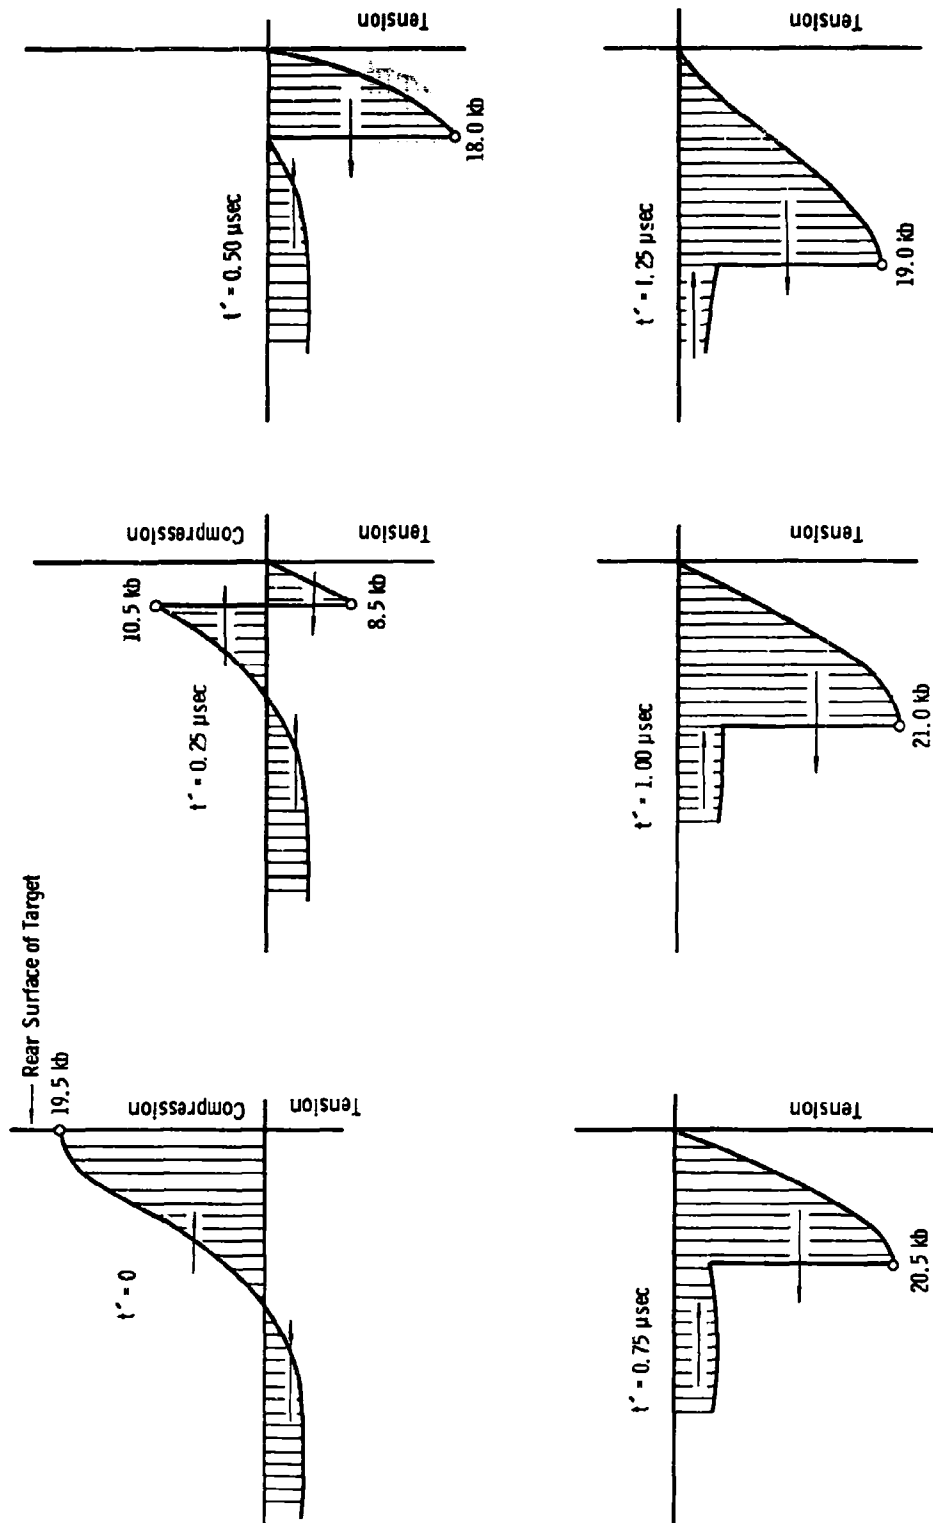 Rear Surface of Target
19.5 kb
t´ = 0
Compression
Tension
10.5 kb
t´ = 0.25 μsec
Compression
Tension
8.5 kb
t´ = 0.50 μsec
Tension
18.0 kb
t´ = 0.75 μsec
Tension
20.5 kb
t´ = 1.00 μsec
Tension
21.0 kb
t´ = 1.25 μsec
Tension
19.0 kb